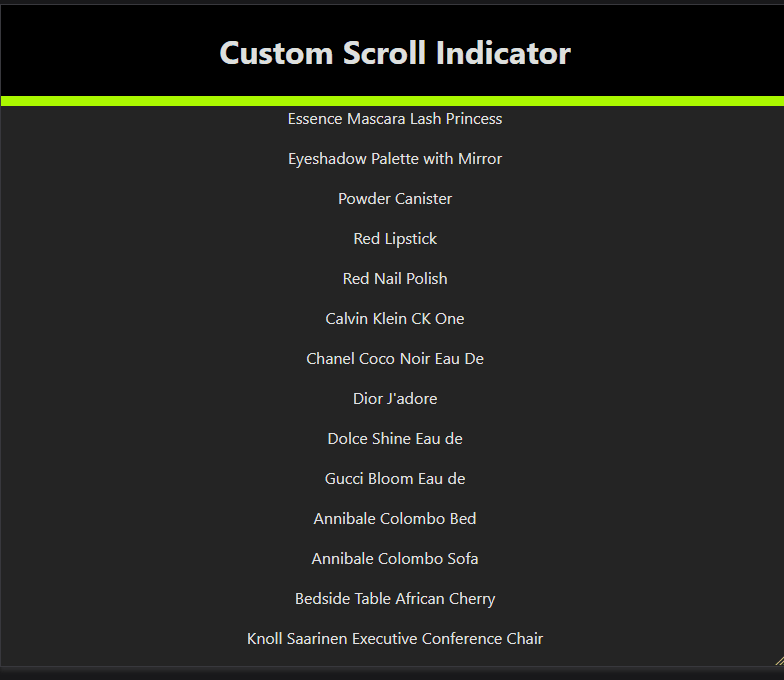 Custom Scroll Indicator
Essence Mascara Lash Princess
Eyeshadow Palette with Mirror
Powder Canister
Red Lipstick
Red Nail Polish
Calvin Klein CK One
Chanel Coco Noir Eau De
Dior J'adore
Dolce Shine Eau de
Gucci Bloom Eau de
Annibale Colombo Bed
Annibale Colombo Sofa
Bedside Table African Cherry
Knoll Saarinen Executive Conference Chair